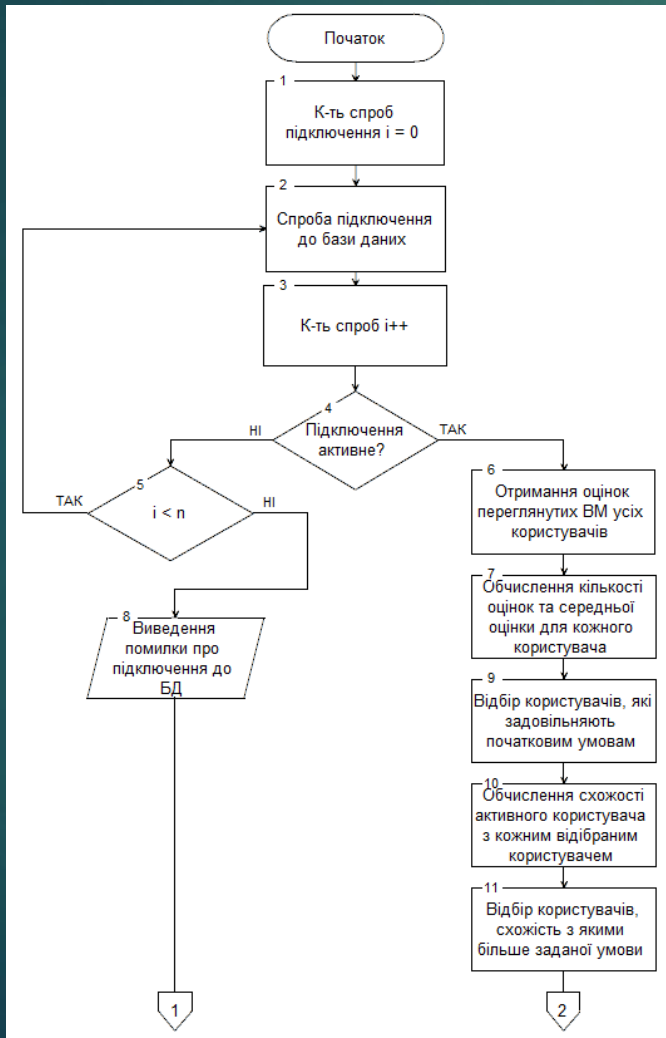 Початок
1
К-ть спроб
підключення i = 0
2
Спроба підключення
до бази даних
3
К-ть спроб i++
4
Підключення
активне?
НІ
ТАК
5
i < n
ТАК
НІ
6
Отримання оцінок
переглянутих ВМ усіх
користувачів
7
Обчислення кількості
оцінок та середньої
оцінки для кожного
користувача
8
Виведення
помилки про
підключення до
БД
9
Відбір користувачів, які
задовільняють
початковим умовам
10
Обчислення схожості
активного користувача
з кожним відібраним
користувачем
11
Відбір користувачів,
схожість з якими
більше заданої умови
1
2